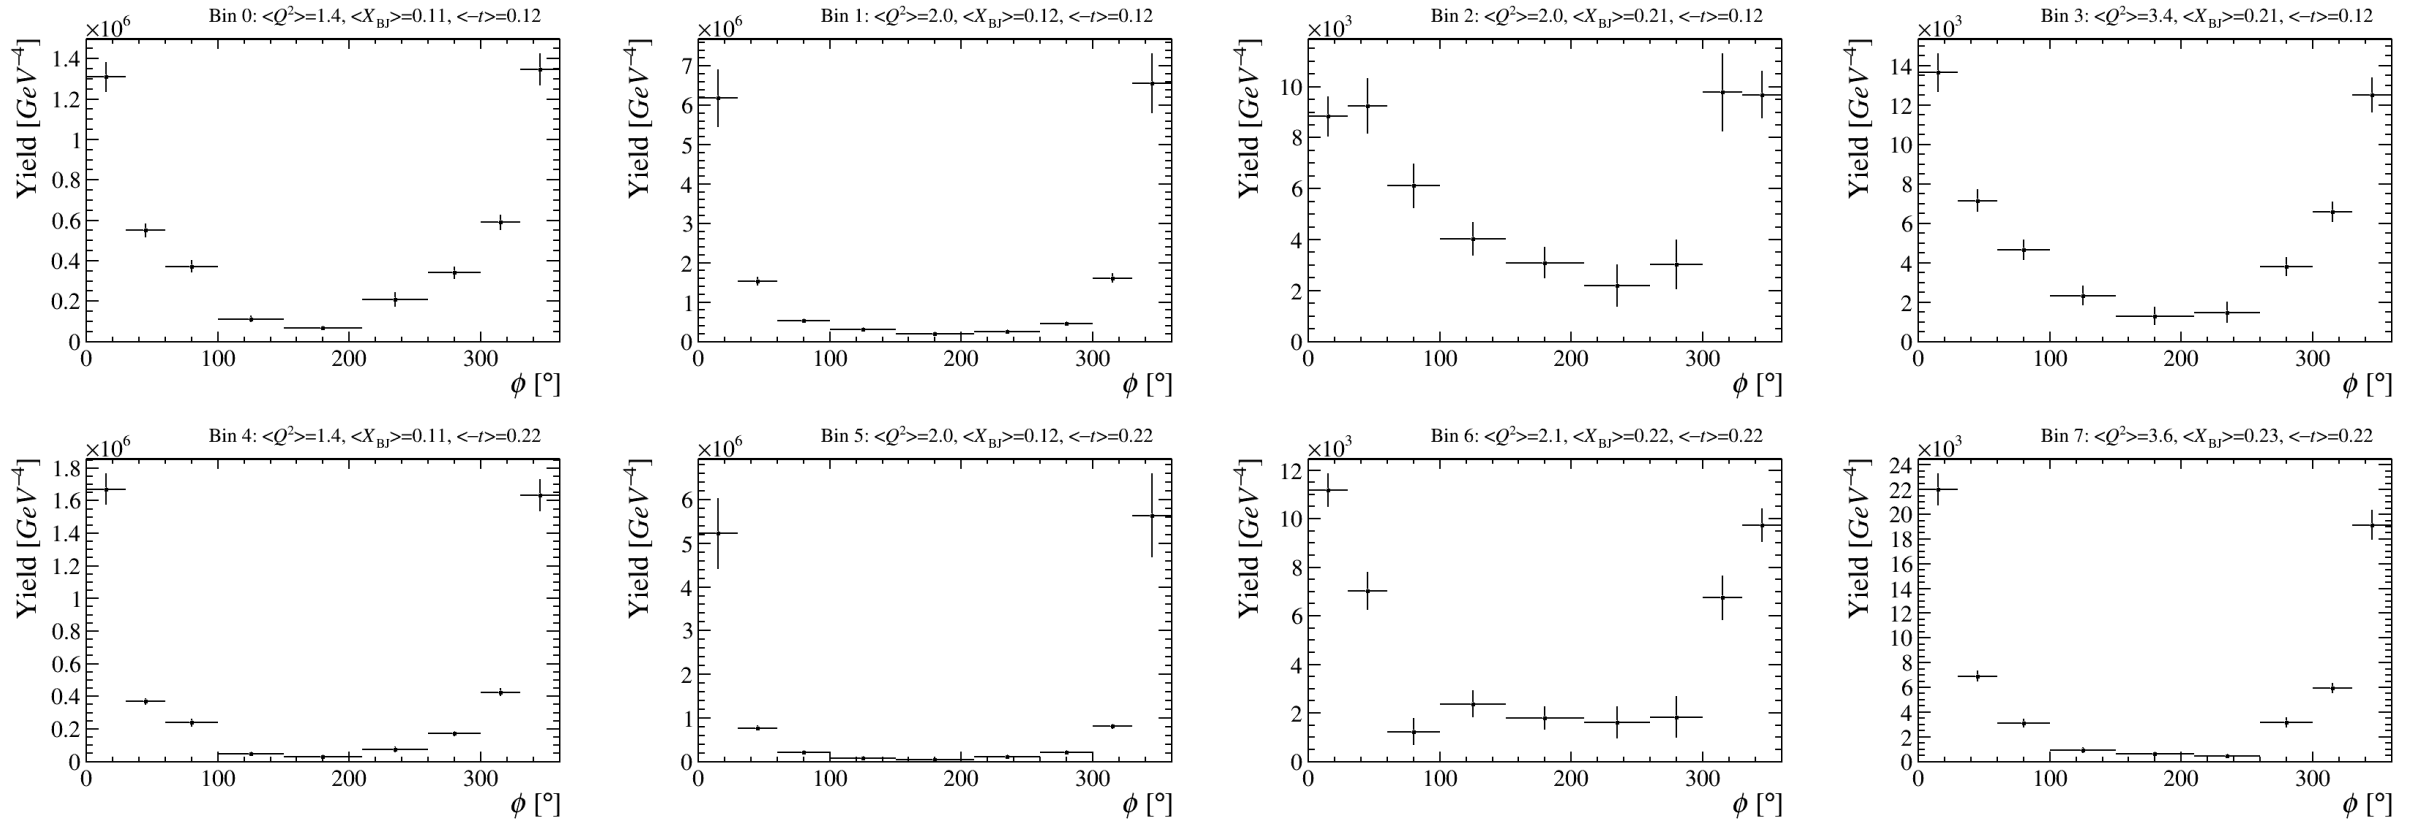 Bin 0: <Q²>=1.4, <X_BJ>=0.11, <−t>=0.12
×10⁶
Yield [GeV⁻⁴]
1.4
1.2
1
0.8
0.6
0.4
0.2
0
0 100 200 300
ϕ [°]
Bin 1: <Q²>=2.0, <X_BJ>=0.12, <−t>=0.12
×10⁶
Yield [GeV⁻⁴]
7
6
5
4
3
2
1
0
0 100 200 300
ϕ [°]
Bin 2: <Q²>=2.0, <X_BJ>=0.21, <−t>=0.12
×10³
Yield [GeV⁻⁴]
10
8
6
4
2
0
0 100 200 300
ϕ [°]
Bin 3: <Q²>=3.4, <X_BJ>=0.21, <−t>=0.12
×10³
Yield [GeV⁻⁴]
14
12
10
8
6
4
2
0
0 100 200 300
ϕ [°]
Bin 4: <Q²>=1.4, <X_BJ>=0.11, <−t>=0.22
×10⁶
Yield [GeV⁻⁴]
1.8
1.6
1.4
1.2
1
0.8
0.6
0.4
0.2
0
0 100 200 300
ϕ [°]
Bin 5: <Q²>=2.0, <X_BJ>=0.12, <−t>=0.22
×10⁶
Yield [GeV⁻⁴]
6
5
4
3
2
1
0
0 100 200 300
ϕ [°]
Bin 6: <Q²>=2.1, <X_BJ>=0.22, <−t>=0.22
×10³
Yield [GeV⁻⁴]
12
10
8
6
4
2
0
0 100 200 300
ϕ [°]
Bin 7: <Q²>=3.6, <X_BJ>=0.23, <−t>=0.22
×10³
Yield [GeV⁻⁴]
24
22
20
18
16
14
12
10
8
6
4
2
0
0 100 200 300
ϕ [°]